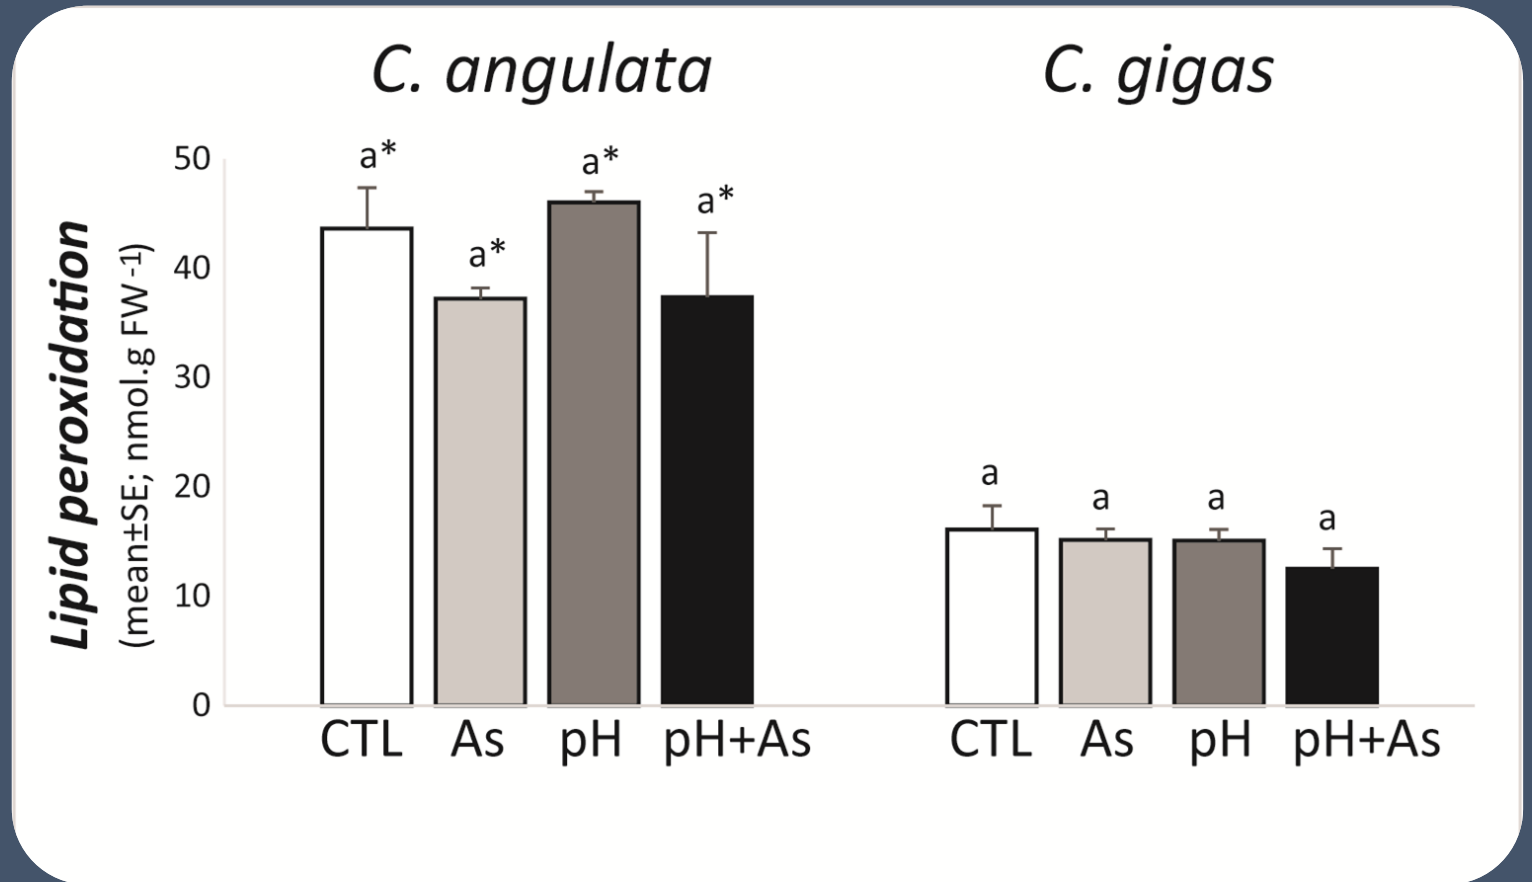 C. angulata
C. gigas
Lipid peroxidation
(mean±SE; nmol.g FW -1)
50
40
30
20
10
0
a*
a*
a*
a*
a
a
a
a
CTL As pH pH+As
CTL As pH pH+As